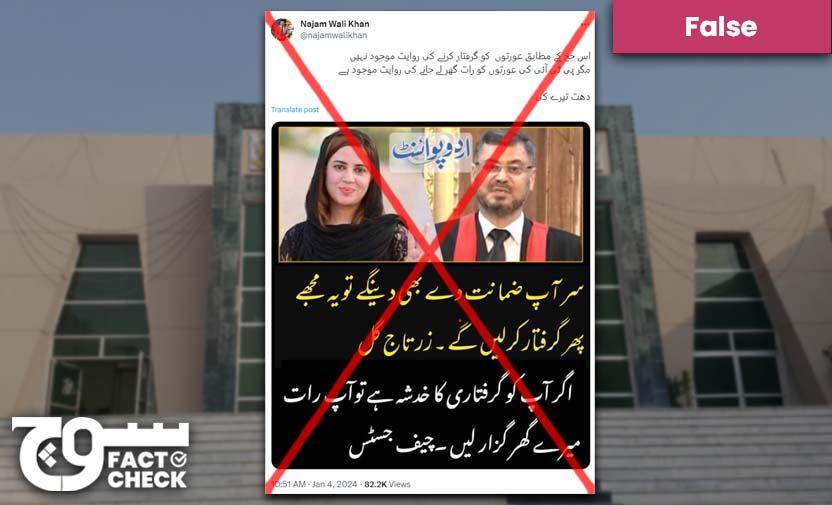 False
Najam Wali Khan
@najamwalikhan
اس جج کے مطابق عورتوں کو گرفتار کرنے کی روایت موجود نہیں
مگر پی ٹی آئی کی عورتوں کو رات گھر لے جانے کی روایت موجود ہے
دھت تیرے کی
Translate post
اردو پوائنٹ
سر آپ ضمانت دے بھی دینگے تو یہ مجھے
پھر گرفتار کر لیں گے ۔ زرتاج گل
اگر آپ کو گرفتاری کا خدشہ ہے تو آپ رات
میرے گھر گزار لیں ۔ چیف جسٹس
10:51 AM · Jan 4, 2024 · 82.2K Views
سوچ
FACT
CHECK